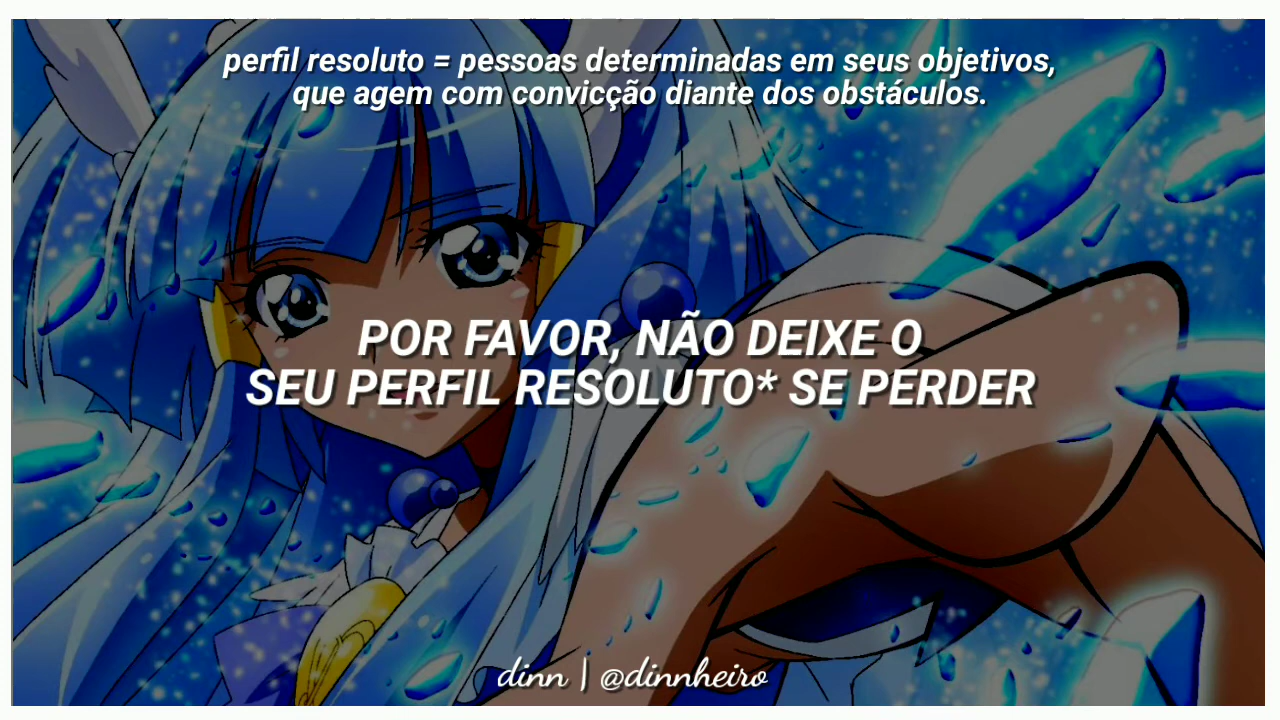 perfil resoluto = pessoas determinadas em seus objetivos,
que agem com convicção diante dos obstáculos.
POR FAVOR, NÃO DEIXE O
SEU PERFIL RESOLUTO* SE PERDER
dinn | @dinnheiro